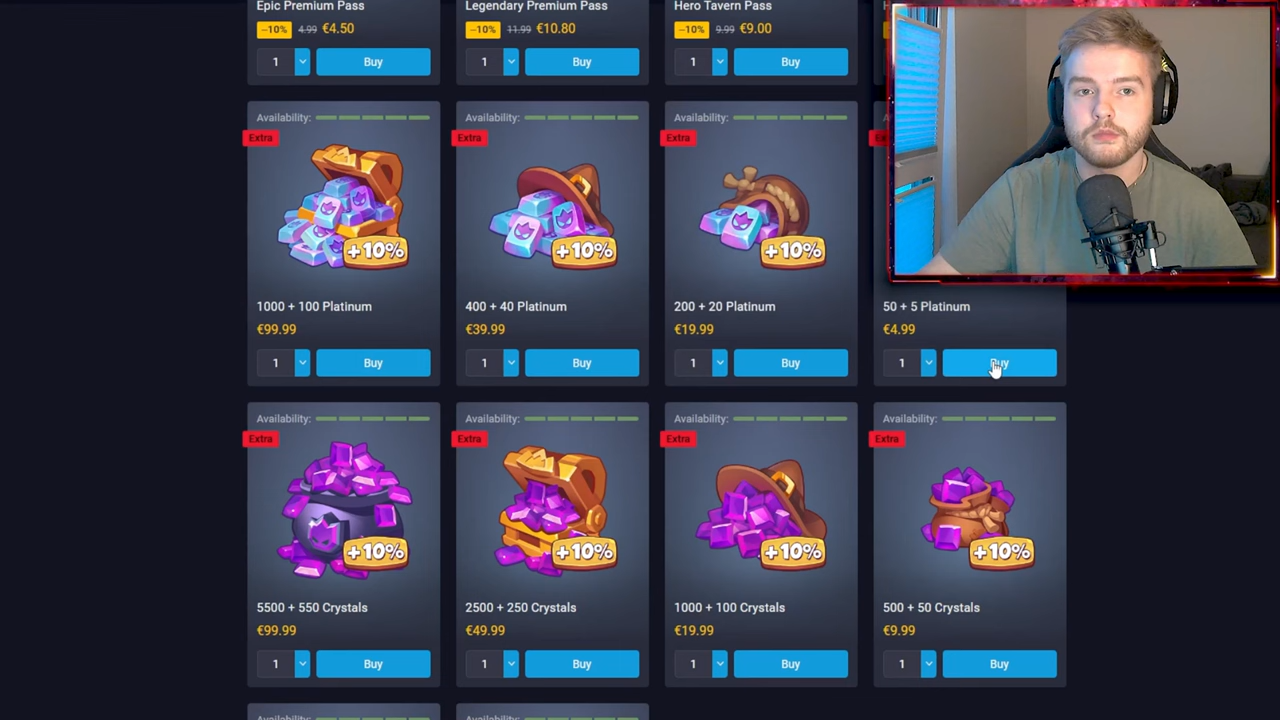 Epic Premium Pass
–10% 4.99 €4.50
1 Buy
Legendary Premium Pass
–10% 11.99 €10.80
1 Buy
Hero Tavern Pass
–10% 9.99 €9.00
1 Buy
Availability:
Extra
+10%
1000 + 100 Platinum
€99.99
1 Buy
Availability:
Extra
+10%
400 + 40 Platinum
€39.99
1 Buy
Availability:
Extra
+10%
200 + 20 Platinum
€19.99
1 Buy
50 + 5 Platinum
€4.99
1 Buy
Availability:
Extra
+10%
5500 + 550 Crystals
€99.99
1 Buy
Availability:
Extra
+10%
2500 + 250 Crystals
€49.99
1 Buy
Availability:
Extra
+10%
1000 + 100 Crystals
€19.99
1 Buy
Availability:
Extra
+10%
500 + 50 Crystals
€9.99
1 Buy
Availability:
Availability: